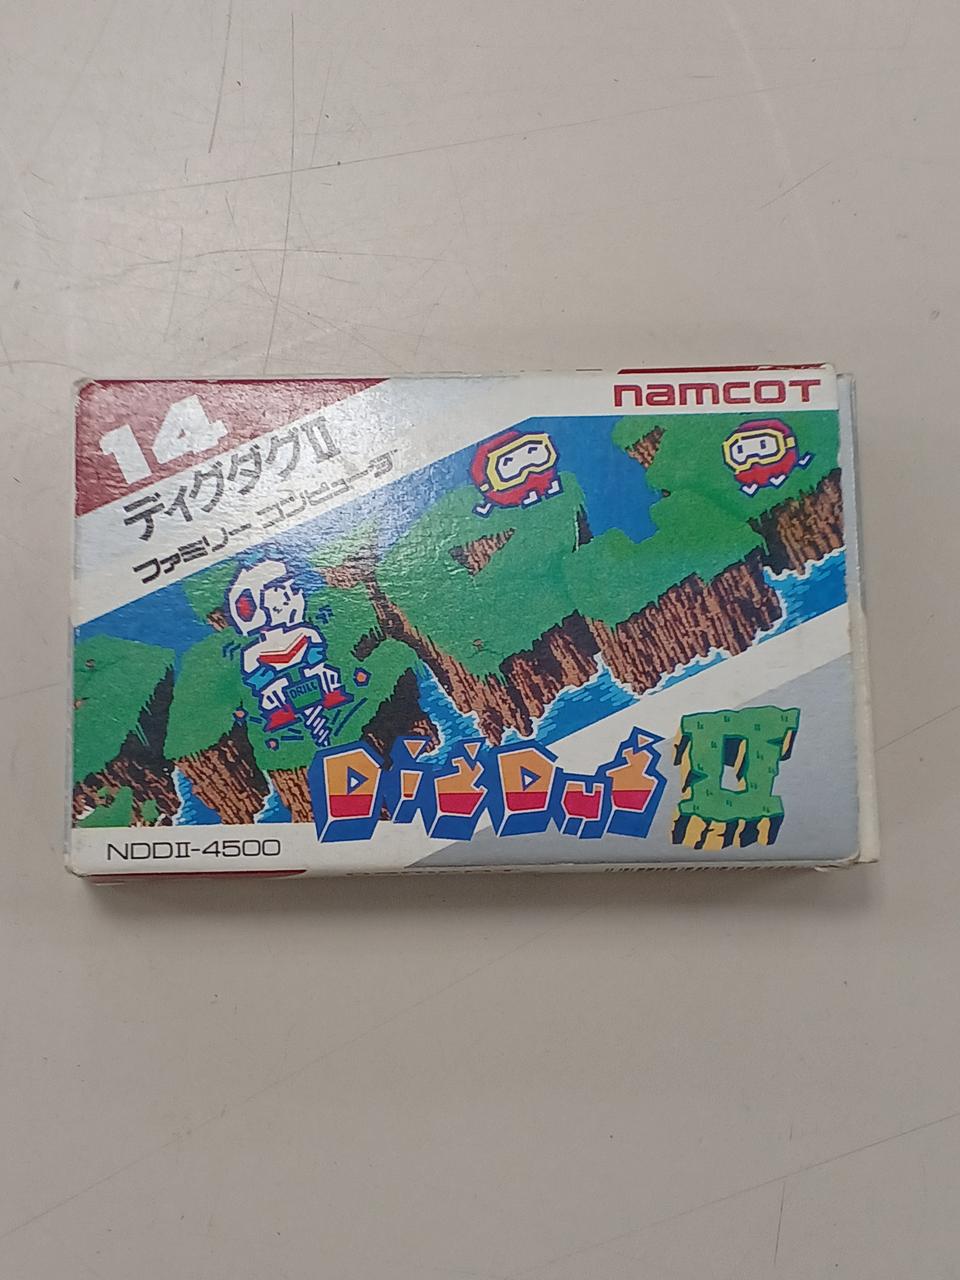 namcoT
14
ディグダグⅡ
ファミリーコンピュータ
DRILL
Dig Dug Ⅱ
NDDⅡ-4500